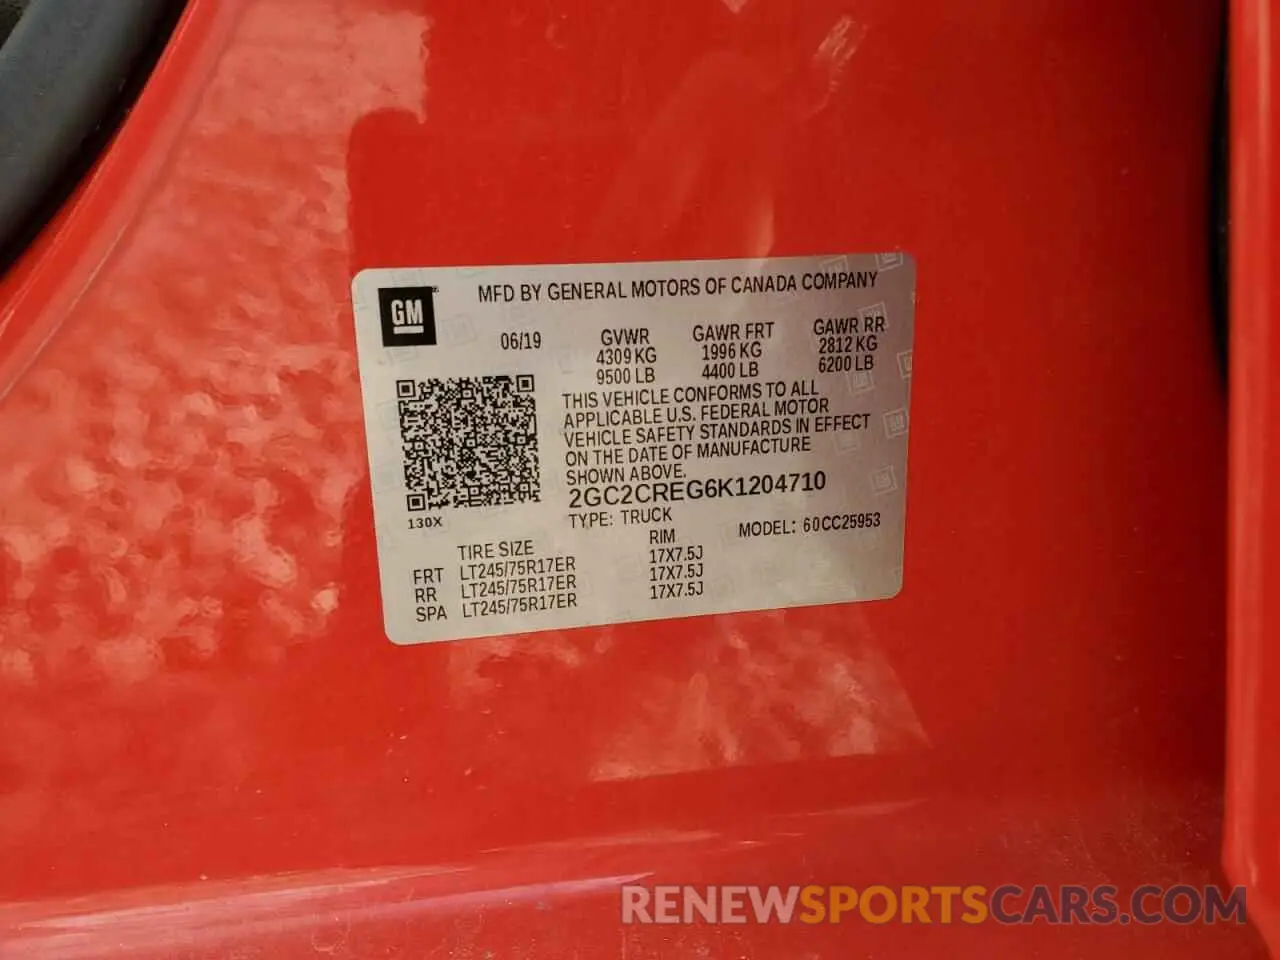 GM
MFD BY GENERAL MOTORS OF CANADA COMPANY
06/19 GVWR GAWR FRT GAWR RR
4309 KG 1996 KG 2812 KG
9500 LB 4400 LB 6200 LB
THIS VEHICLE CONFORMS TO ALL
APPLICABLE U.S. FEDERAL MOTOR
VEHICLE SAFETY STANDARDS IN EFFECT
ON THE DATE OF MANUFACTURE
SHOWN ABOVE.
2GC2CREG6K1204710
130X
TYPE: TRUCK MODEL: 60CC25953
TIRE SIZE RIM
FRT LT245/75R17ER 17X7.5J
RR LT245/75R17ER 17X7.5J
SPA LT245/75R17ER 17X7.5J
RENEWSPORTSCARS.COM